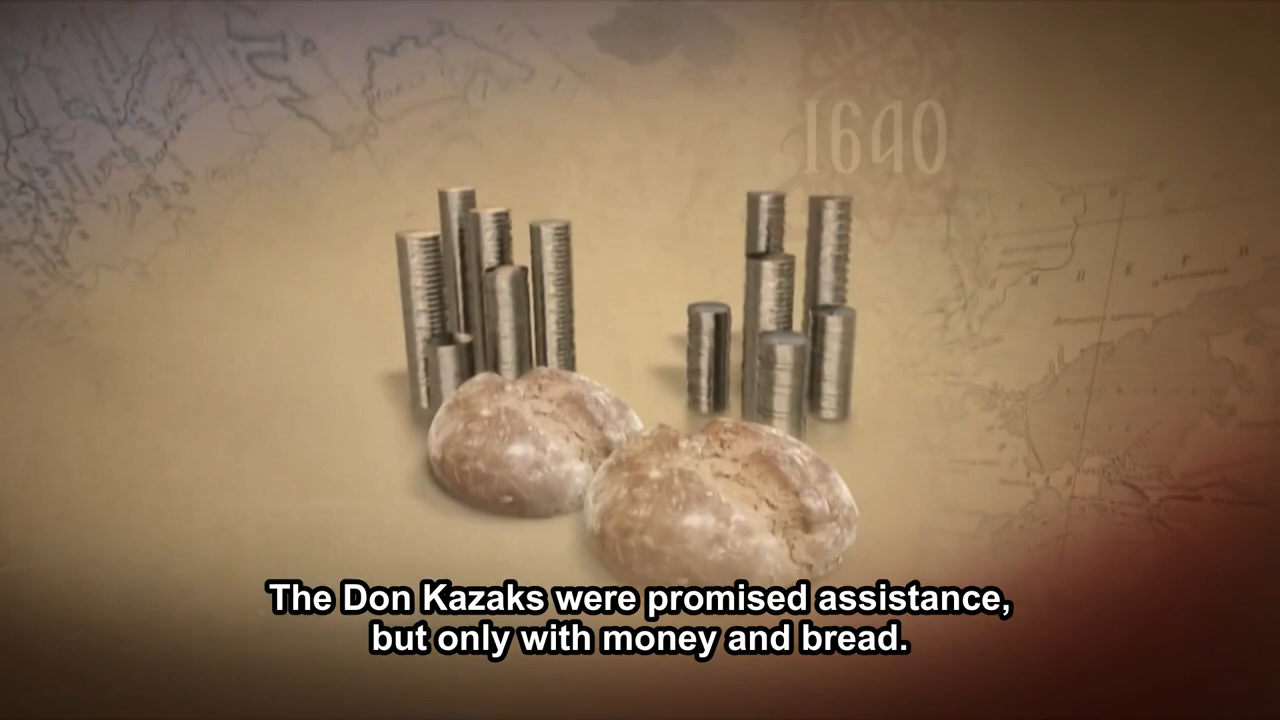 1640
The Don Kazaks were promised assistance,
but only with money and bread.